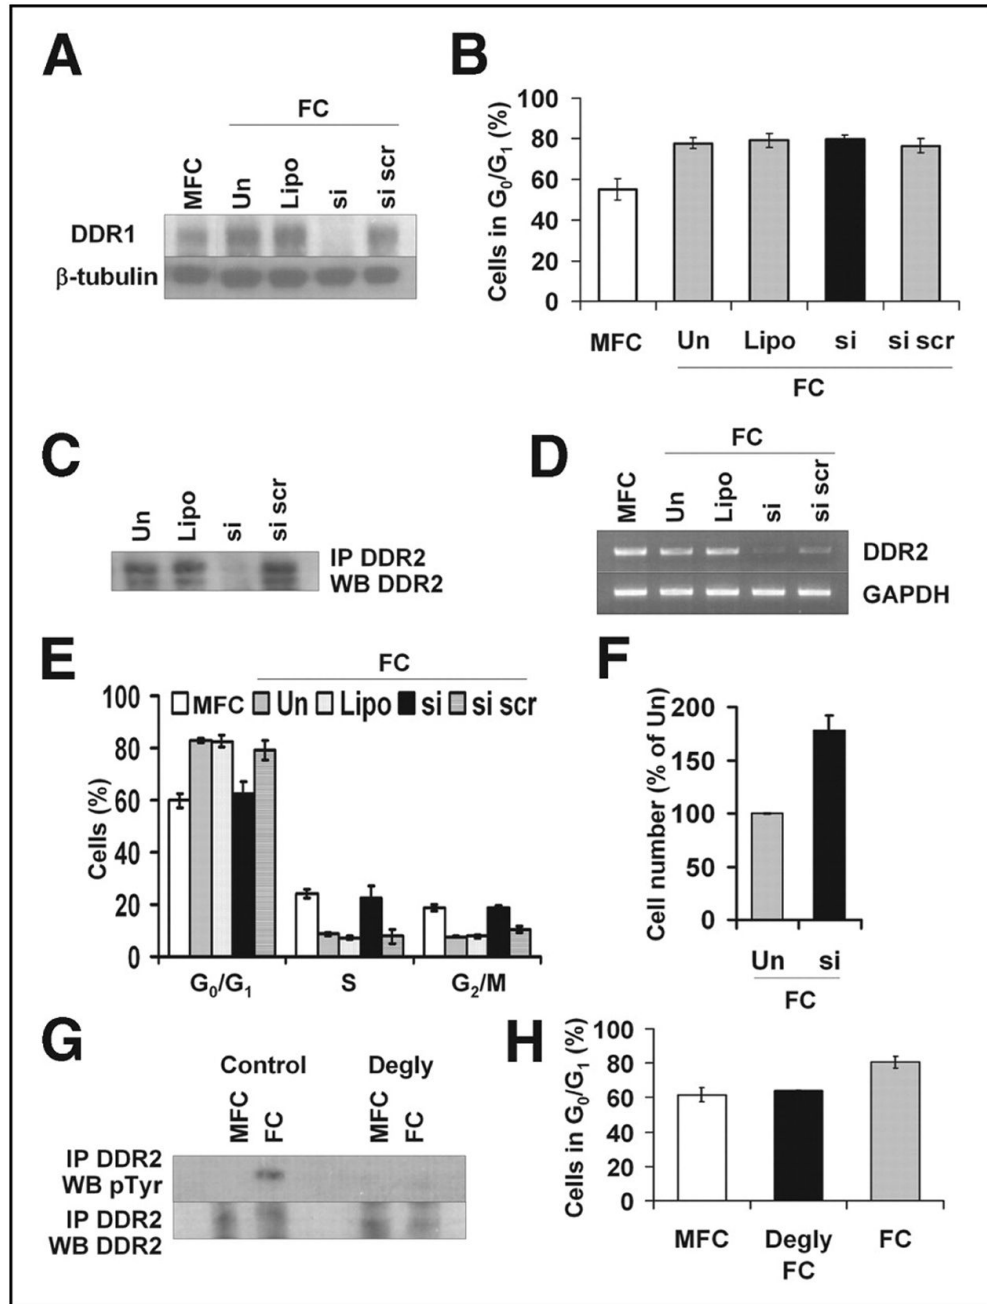 A
FC
MFC
Un
Lipo
si
si scr
DDR1
β-tubulin
B
Cells in G0/G1 (%)
100
80
60
40
20
0
MFC
Un
Lipo
si
si scr
FC
C
Un
Lipo
si
si scr
IP DDR2
WB DDR2
D
FC
MFC
Un
Lipo
si
si scr
DDR2
GAPDH
E
FC
MFC Un Lipo si si scr
Cells (%)
100
80
60
40
20
0
G0/G1
S
G2/M
F
Cell number (% of Un)
200
150
100
50
0
Un
si
FC
G
Control
Degly
MFC
FC
MFC
FC
IP DDR2
WB pTyr
IP DDR2
WB DDR2
H
Cells in G0/G1 (%)
100
80
60
40
20
0
MFC
Degly
FC
FC